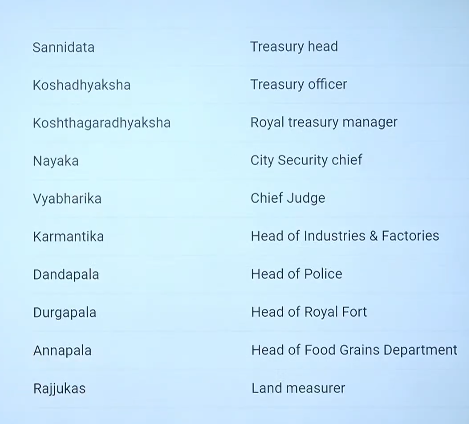 Sannidata Treasury head
Koshadhyaksha Treasury officer
Koshthagaradhyaksha Royal treasury manager
Nayaka City Security chief
Vyabharika Chief Judge
Karmantika Head of Industries & Factories
Dandapala Head of Police
Durgapala Head of Royal Fort
Annapala Head of Food Grains Department
Rajjukas Land measurer